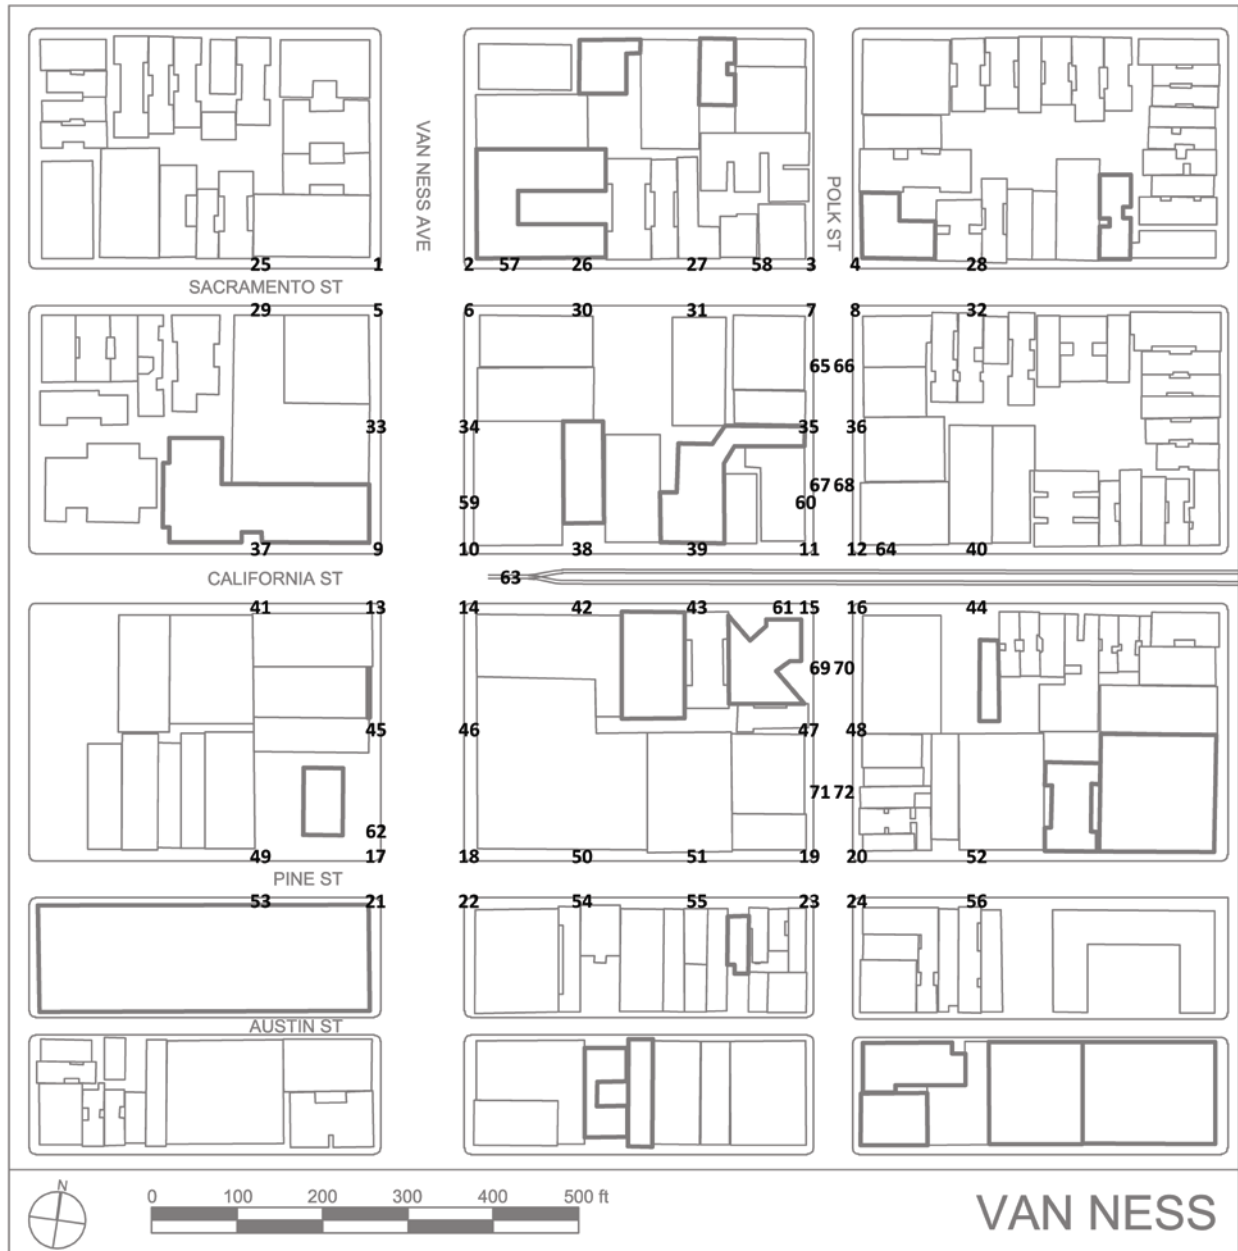 VAN NESS AVE
POLK ST
25 1 2 57 26 27 58 3 4 28
SACRAMENTO ST
29 5 6 30 31 7 8 32
65 66
33 34 35 36
67 68
59 60
37 9 10 38 39 11 12 64 40
CALIFORNIA ST
63
41 13 14 42 43 61 15 16 44
69 70
45 46 47 48
71 72
62
49 17 18 50 51 19 20 52
PINE ST
53 21 22 54 55 23 24 56
AUSTIN ST
N
0 100 200 300 400 500 ft
VAN NESS